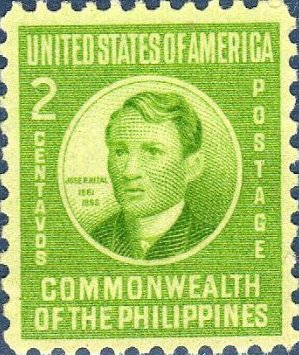 UNITED STATES OF AMERICA
2
CENTAVOS
POSTAGE
JOSE RIZAL
1861
1896
COMMONWEALTH
OF THE PHILIPPINES